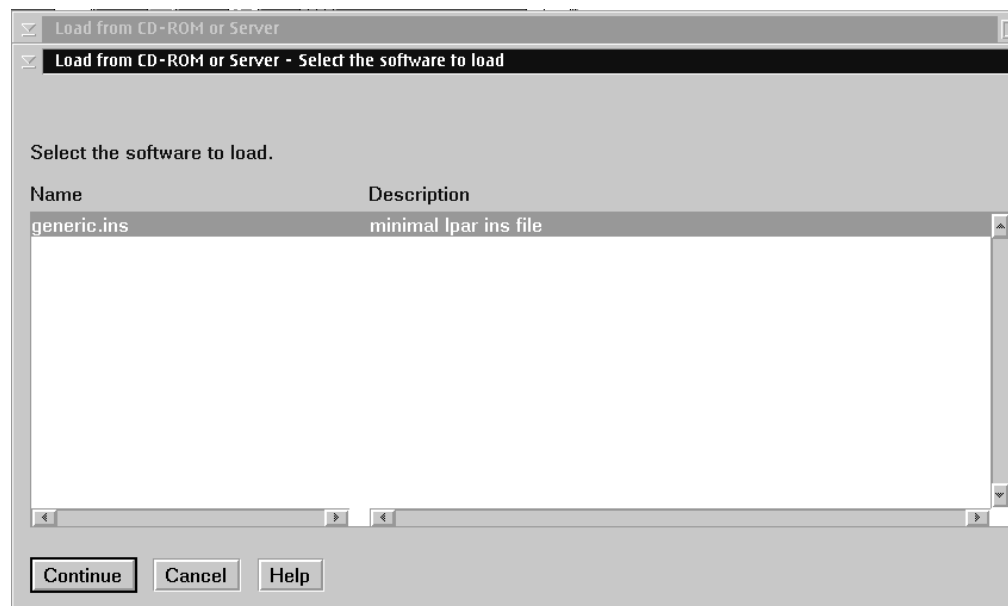 Load from CD-ROM or Server
Load from CD-ROM or Server - Select the software to load
Select the software to load.
Name Description
generic.ins minimal lpar ins file
Continue Cancel Help